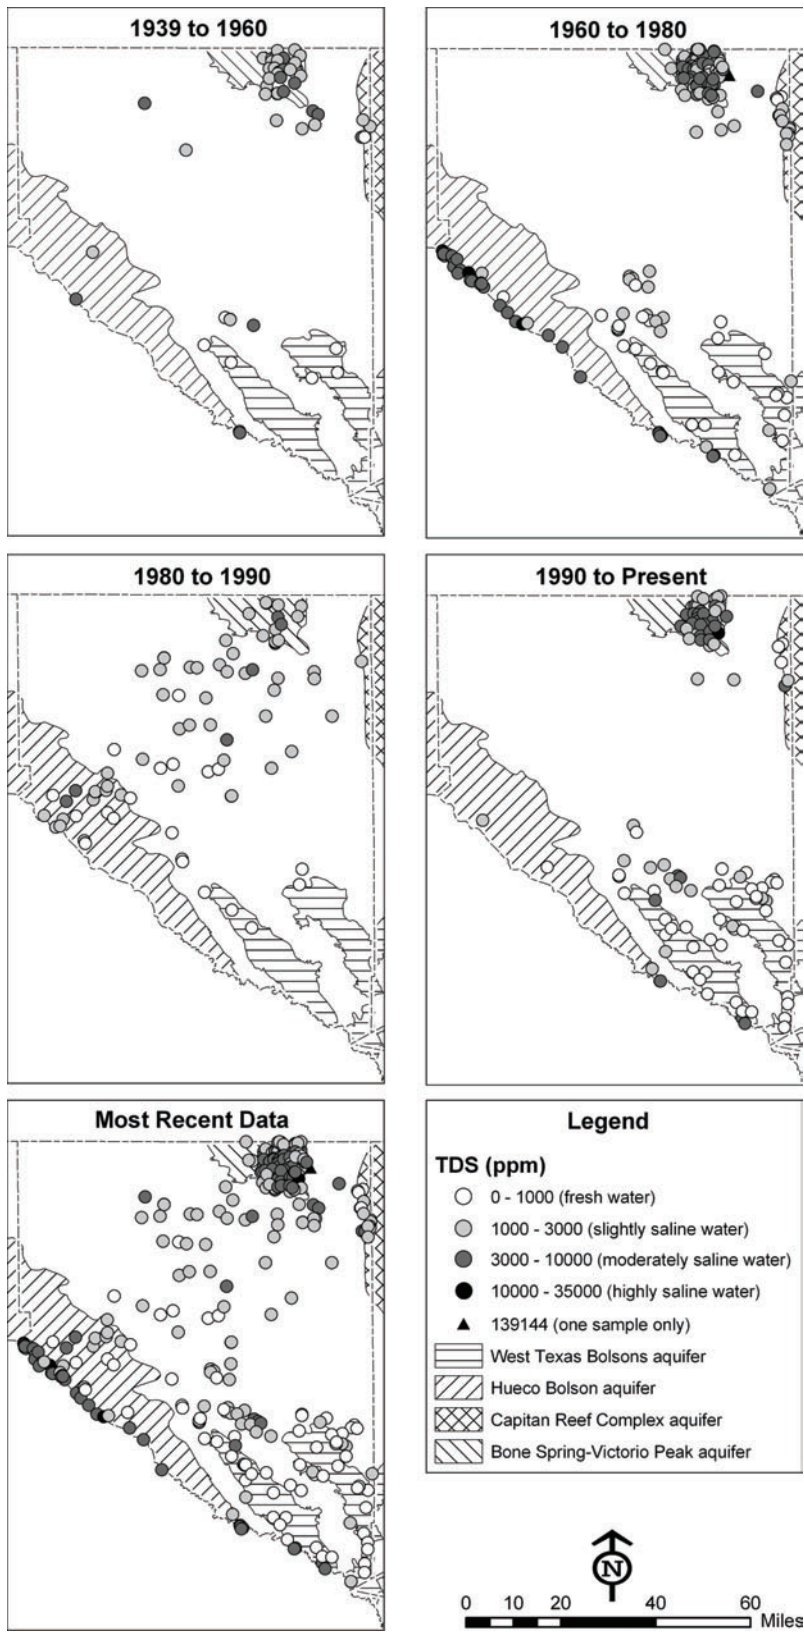 1939 to 1960
1960 to 1980
1980 to 1990
1990 to Present
Most Recent Data
Legend
TDS (ppm)
0 - 1000 (fresh water)
1000 - 3000 (slightly saline water)
3000 - 10000 (moderately saline water)
10000 - 35000 (highly saline water)
139144 (one sample only)
West Texas Bolsons aquifer
Hueco Bolson aquifer
Capitan Reef Complex aquifer
Bone Spring-Victorio Peak aquifer
N
0 10 20 40 60
Miles